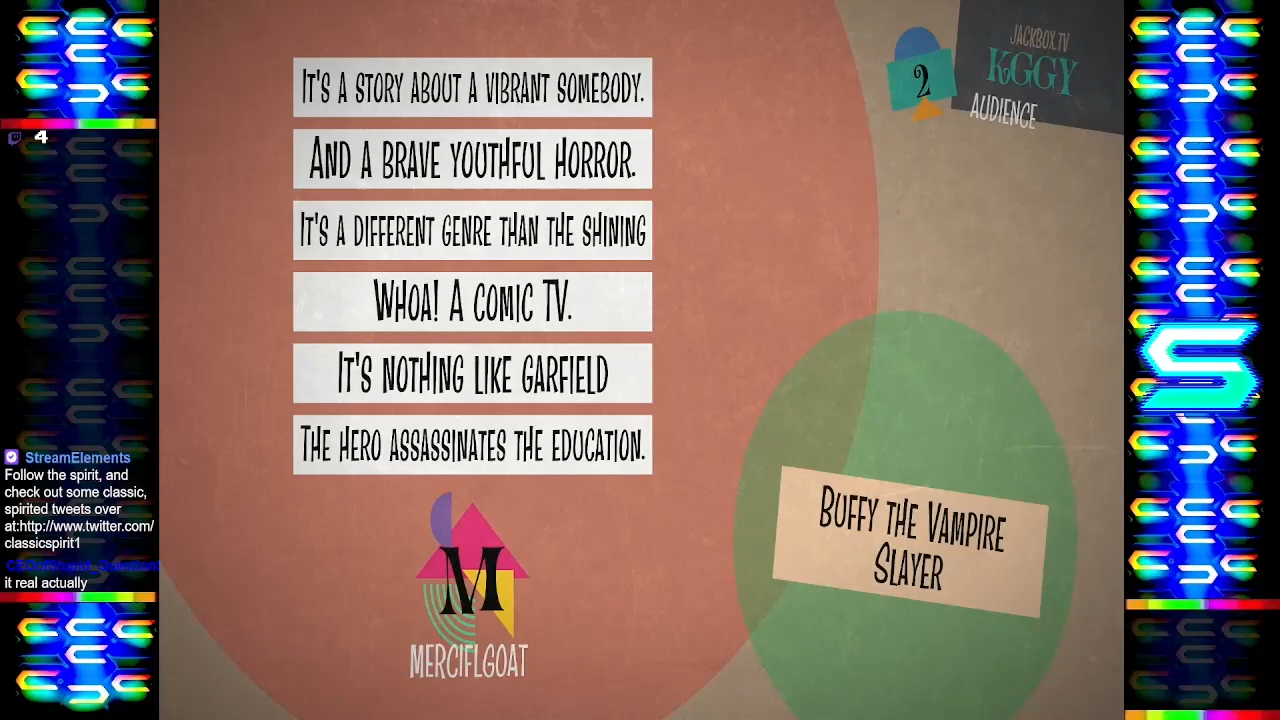 IT'S A STORY ABOUT A VIBRANT SOMEBODY.
AND A BRAVE YOUTHFUL HORROR.
IT'S A DIFFERENT GENRE THAN THE SHINING
WHOA! A COMIC TV.
IT'S NOTHING LIKE GARFIELD
THE HERO ASSASSINATES THE EDUCATION.
M
MERCIFLGOAT
2
JACKBOX.TV
KGGY
AUDIENCE
BUFFY THE VAMPIRE
SLAYER
4
StreamElements
Follow the spirit, and
check out some classic,
spirited tweets over
at:http://www.twitter.com/
classicspirit1
it real actually
S